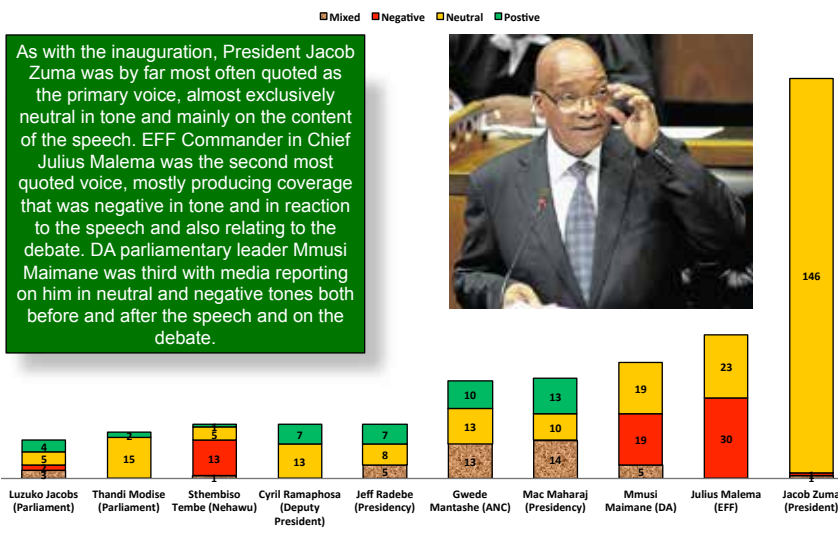 Mixed Negative Neutral Postive
As with the inauguration, President Jacob
Zuma was by far most often quoted as
the primary voice, almost exclusively
neutral in tone and mainly on the content
of the speech. EFF Commander in Chief
Julius Malema was the second most
quoted voice, mostly producing coverage
that was negative in tone and in reaction
to the speech and also relating to the
debate. DA parliamentary leader Mmusi
Maimane was third with media reporting
on him in neutral and negative tones both
before and after the speech and on the
debate.
4
5
2
3
2
15
1
5
13
1
7
13
7
8
5
10
13
13
13
10
14
19
19
5
23
30
146
1
Luzuko Jacobs
(Parliament)
Thandi Modise
(Parliament)
Sthembiso
Tembe (Nehawu)
Cyril Ramaphosa
(Deputy
President)
Jeff Radebe
(Presidency)
Gwede
Mantashe (ANC)
Mac Maharaj
(Presidency)
Mmusi
Maimane (DA)
Julius Malema
(EFF)
Jacob Zuma
(President)